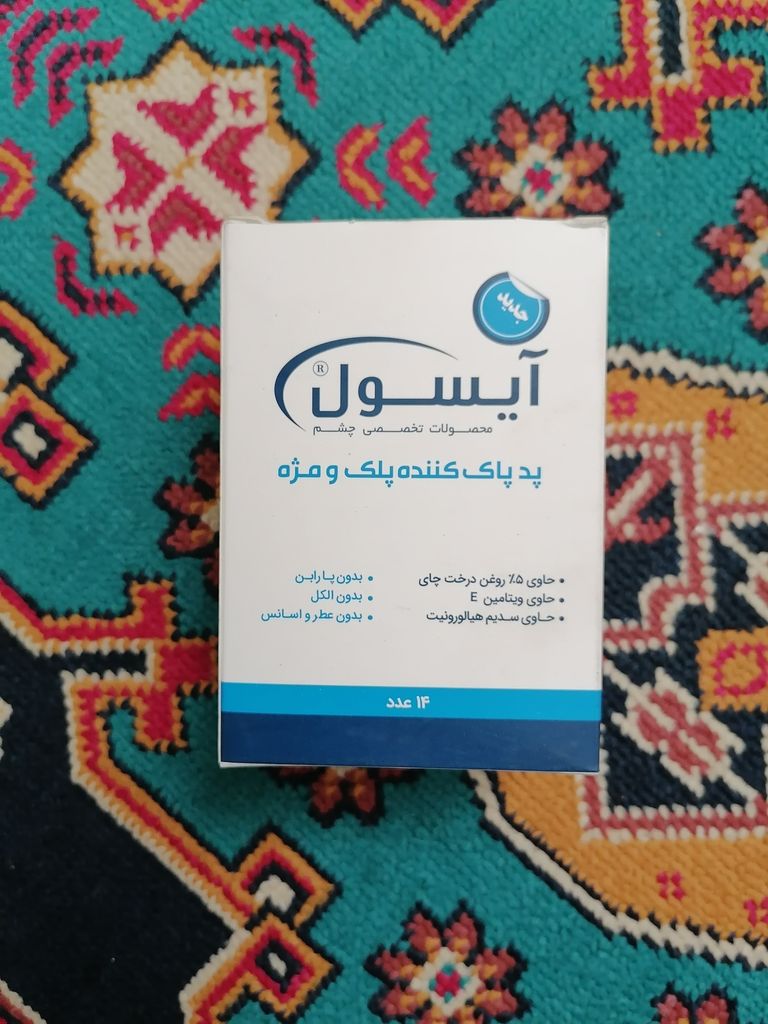 جدید
آیسول®
محصولات تخصصی چشم
پد پاک کننده پلک و مژه
• حاوی ۵٪ روغن درخت چای
• حاوی ویتامین E
• حاوی سدیم هیالورونیت
• بدون پارابن
• بدون الکل
• بدون عطر و اسانس
۱۴ عدد